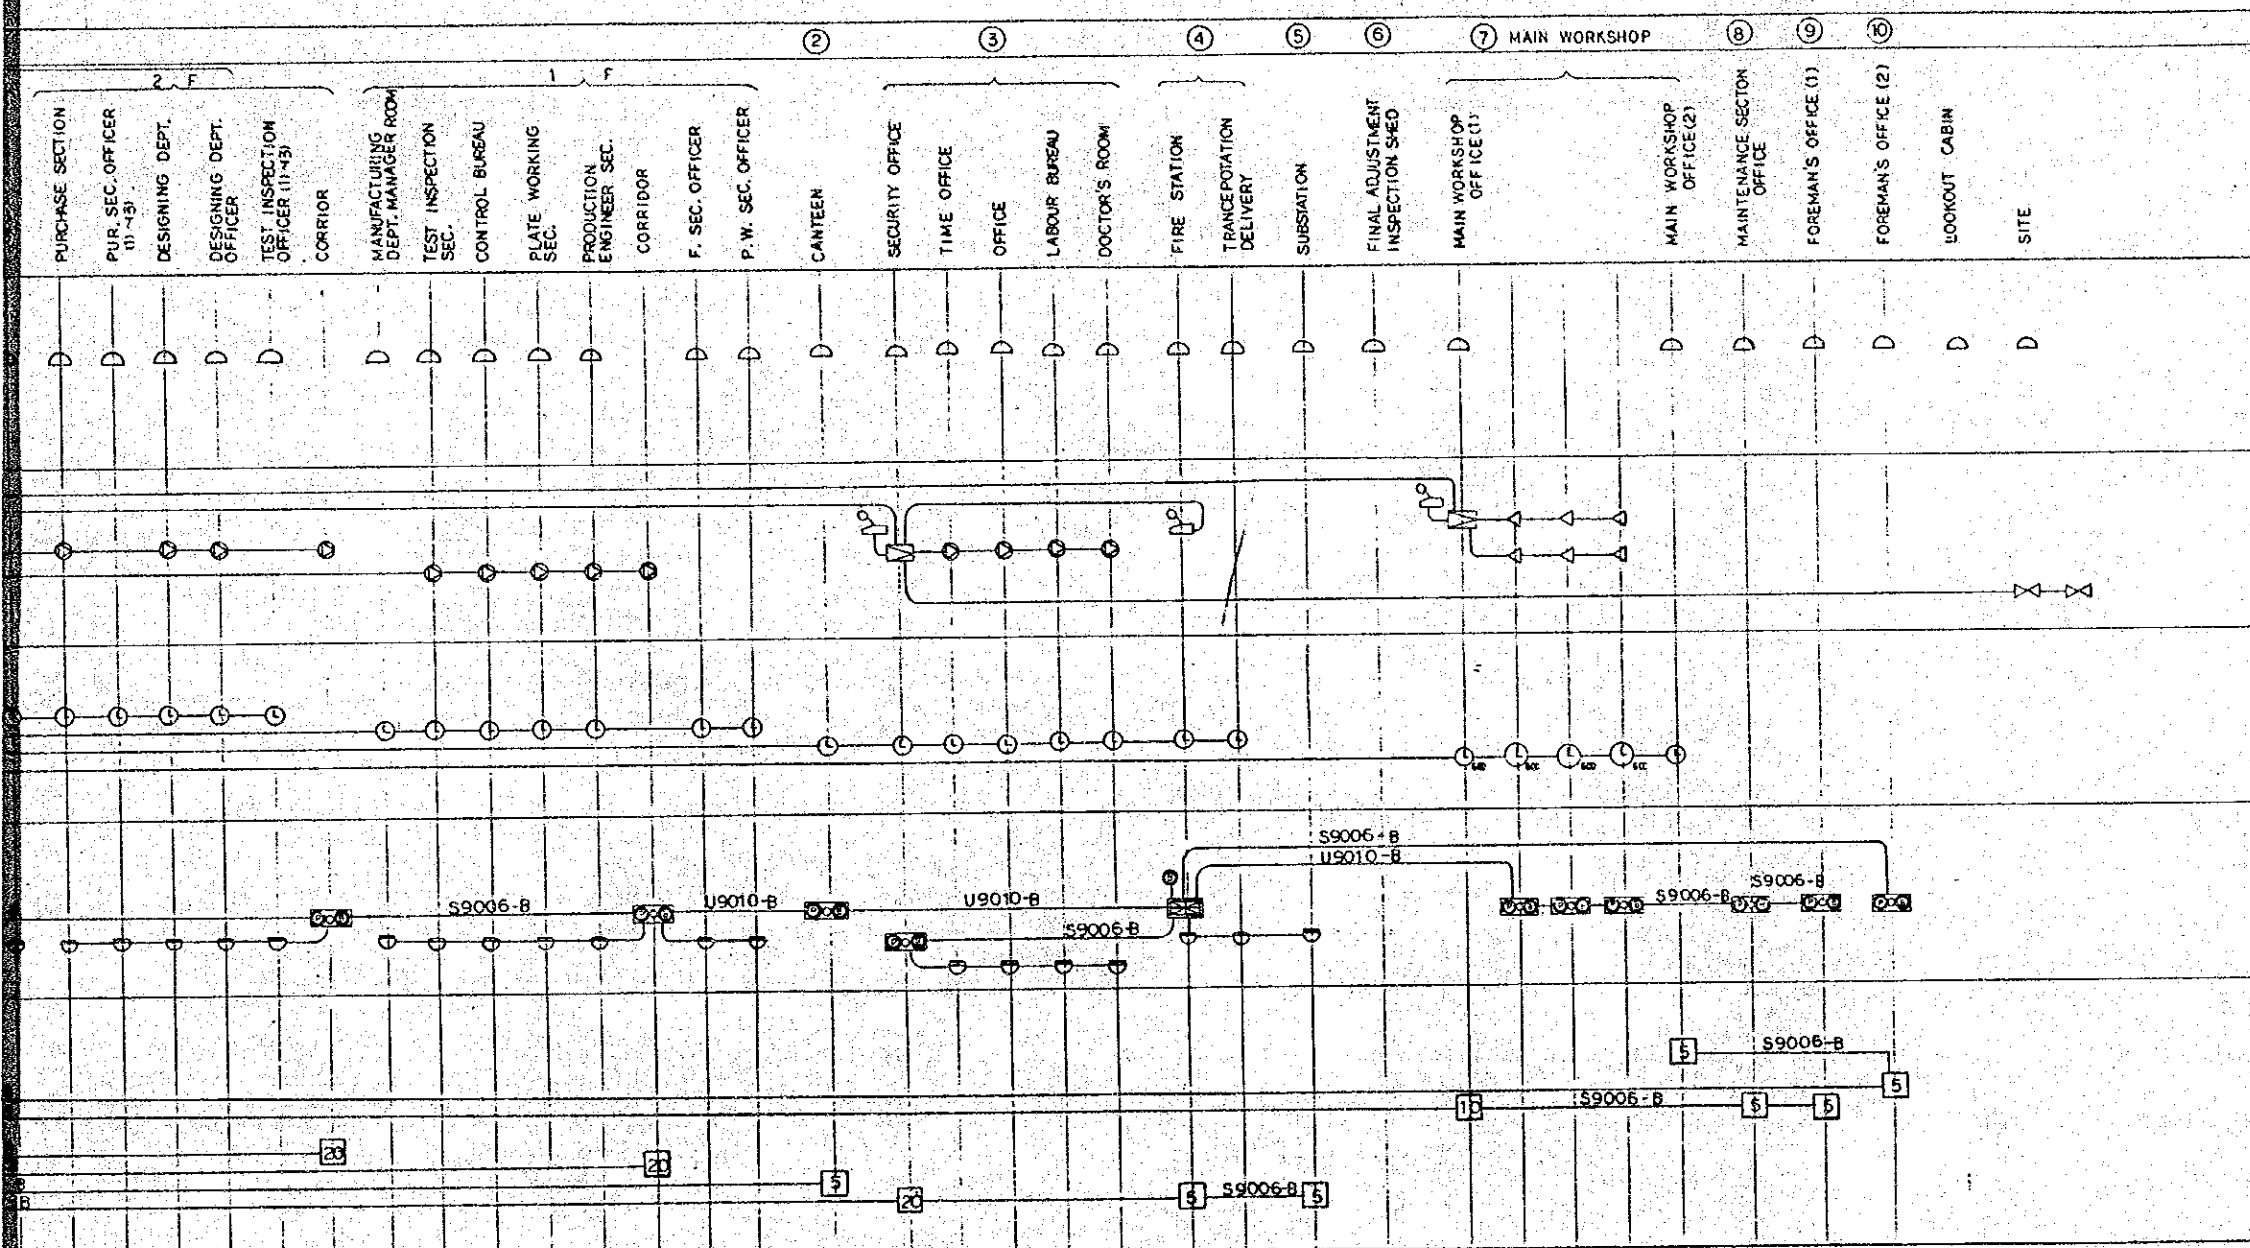 ② ③ ④ ⑤ ⑥ ⑦ MAIN WORKSHOP ⑧ ⑨ ⑩
2 F
1 F
PURCHASE SECTION
PUR. SEC. OFFICER
(1)~(3)
DESIGNING DEPT.
DESIGNING DEPT.
OFFICER
TEST INSPECTION
OFFICER (1)~(3)
CORRIOR
MANUFACTURING
DEPT. MANAGER ROOM
TEST INSPECTION
SEC.
CONTROL BUREAU
PLATE WORKING
SEC.
PRODUCTION
ENGINEER SEC.
CORRIDOR
F. SEC. OFFICER
P.W. SEC. OFFICER
CANTEEN
SECURITY OFFICE
TIME OFFICE
OFFICE
LABOUR BUREAU
DOCTOR'S ROOM
FIRE STATION
TRANCEPOTATION
DELIVERY
SUBSTATION
FINAL ADJUSTMENT
INSPECTION SHED
MAIN WORKSHOP
OFFICE (1)
MAIN WORKSHOP
OFFICE (2)
MAINTENANCE SECTON
OFFICE
FOREMAN'S OFFICE (1)
FOREMAN'S OFFICE (2)
LOOKOUT CABIN
SITE
S9006-B
U9010-B
S9006-B
U9010-B
U9010-B
S9006-B
S9006-B
S9006-B
5
S9006-B
5
10
S9006-B
5
5
20
20
5
20
5
S9006-B
5
B
B